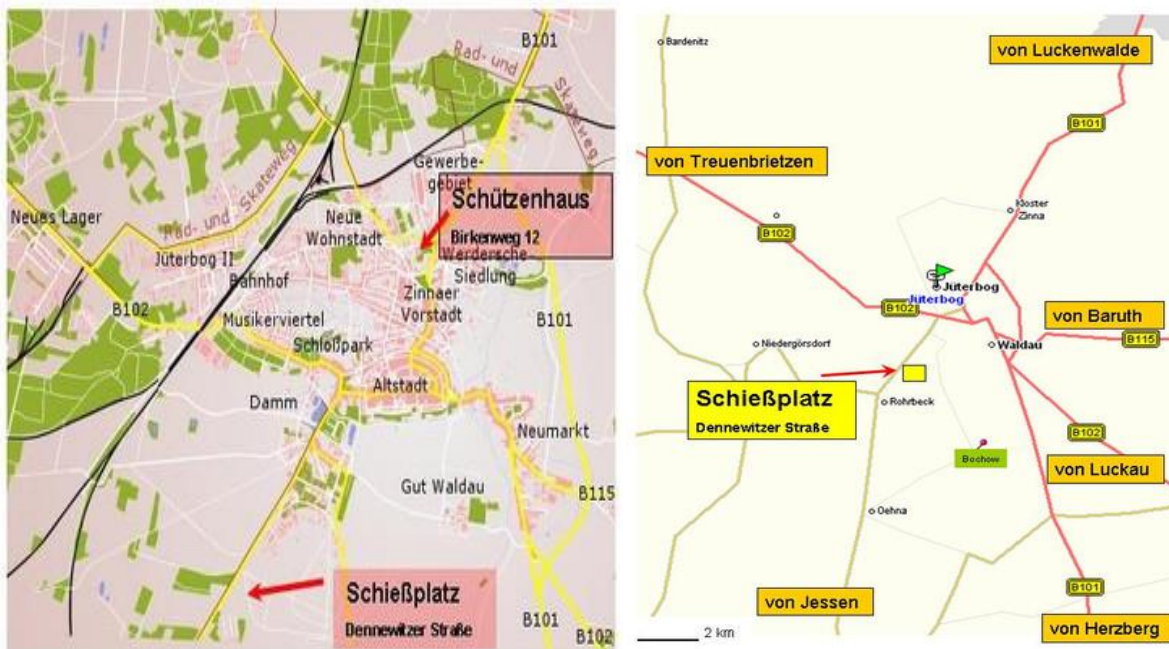 B101
Rad- und
Skateweg
Gewerbe-
gebiet
Schützenhaus
Birkenweg 12
Neues Lager
Rad- und Skateweg
Neue
Wohnstadt
Werdersche
Siedlung
Jüterbog II
Bahnhof
Zinnaer
Vorstadt
B102
Musikerviertel
B101
Schloßpark
Altstadt
Damm
Neumarkt
Gut Waldau
B115
Schießplatz
Dennewitzer Straße
B101
B102
Bardenitz
von Luckenwalde
B101
von Treuenbrietzen
Kloster
Zinna
B102
Jüterbog
Jüterbog
B102
von Baruth
B115
Niedergörsdorf
Waldau
Schießplatz
Dennewitzer Straße
Rohrbeck
B102
Bochow
von Luckau
Oehna
B101
von Jessen
von Herzberg
2 km